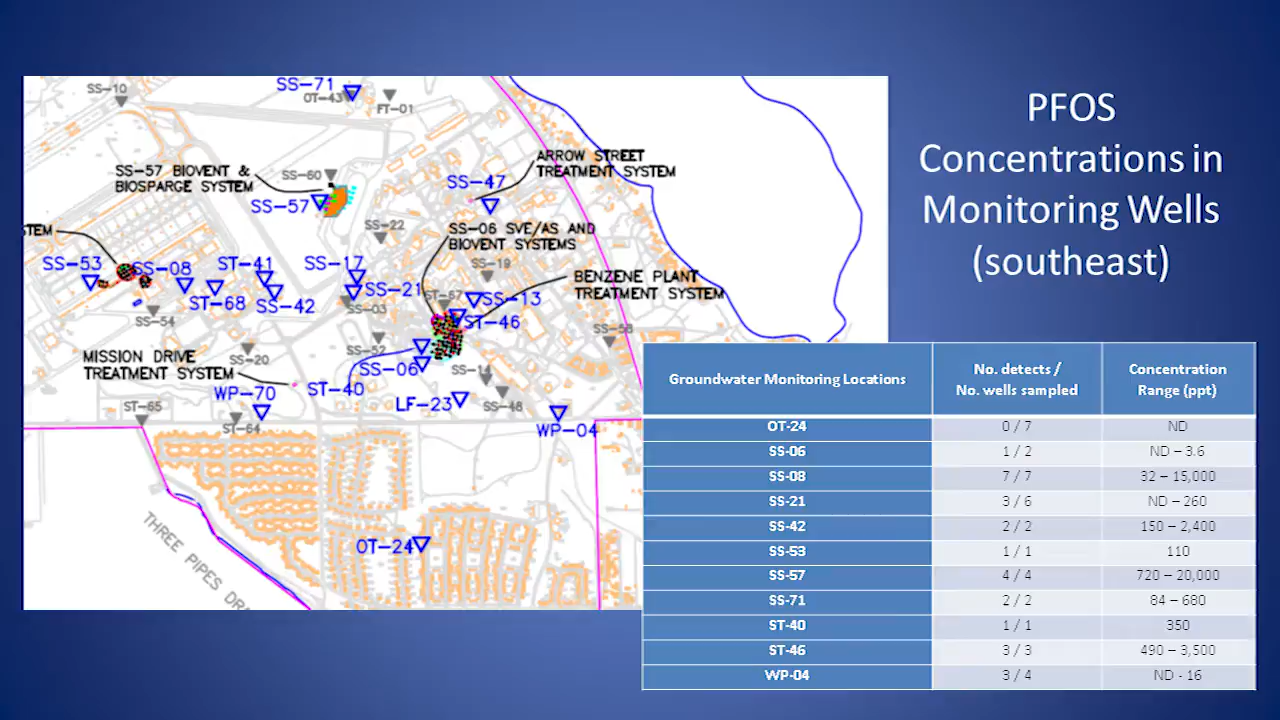 PFOS
Concentrations in
Monitoring Wells
(southeast)
SS-10
SS-71
OT-43
FT-01
SS-57 BIOVENT &
BIOSPARGE SYSTEM
SS-60
SS-57
ARROW STREET
TREATMENT SYSTEM
SS-47
SS-22
SS-06 SVE/AS AND
BIOVENT SYSTEMS
SS-19
BENZENE PLANT
TREATMENT SYSTEM
STEM
SS-53
SS-08
ST-41
SS-17
ST-68
SS-42
SS-21
SS-03
ST-67
SS-13
ST-46
SS-54
SS-52
SS-20
MISSION DRIVE
TREATMENT SYSTEM
SS-06
SS-14
ST-40
WP-70
LF-23
SS-48
ST-65
ST-64
WP-04
OT-24
THREE PIPES DRA
Groundwater Monitoring Locations
No. detects /
No. wells sampled
Concentration
Range (ppt)
OT-24 0 / 7 ND
SS-06 1 / 2 ND – 3.6
SS-08 7 / 7 32 – 15,000
SS-21 3 / 6 ND – 260
SS-42 2 / 2 150 – 2,400
SS-53 1 / 1 110
SS-57 4 / 4 720 – 20,000
SS-71 2 / 2 84 – 680
ST-40 1 / 1 350
ST-46 3 / 3 490 – 3,500
WP-04 3 / 4 ND - 16